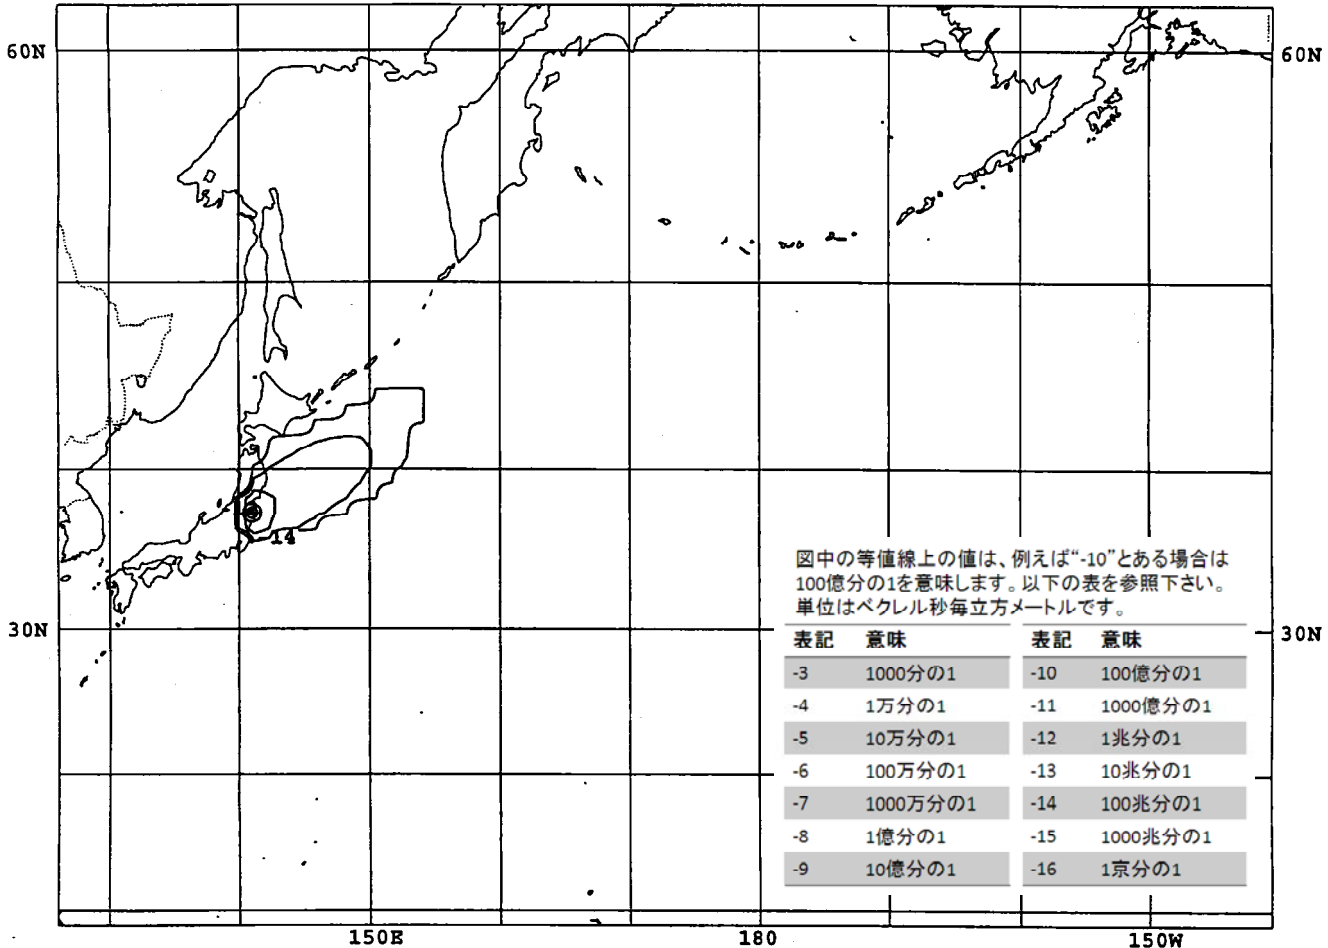 60N 60N
14
図中の等値線上の値は、例えば“-10”とある場合は
100億分の1を意味します。以下の表を参照下さい。
単位はベクレル秒毎立方メートルです。
30N 30N
表記 意味 表記 意味
-3 1000分の1 -10 100億分の1
-4 1万分の1 -11 1000億分の1
-5 10万分の1 -12 1兆分の1
-6 100万分の1 -13 10兆分の1
-7 1000万分の1 -14 100兆分の1
-8 1億分の1 -15 1000兆分の1
-9 10億分の1 -16 1京分の1
150E 180 150W